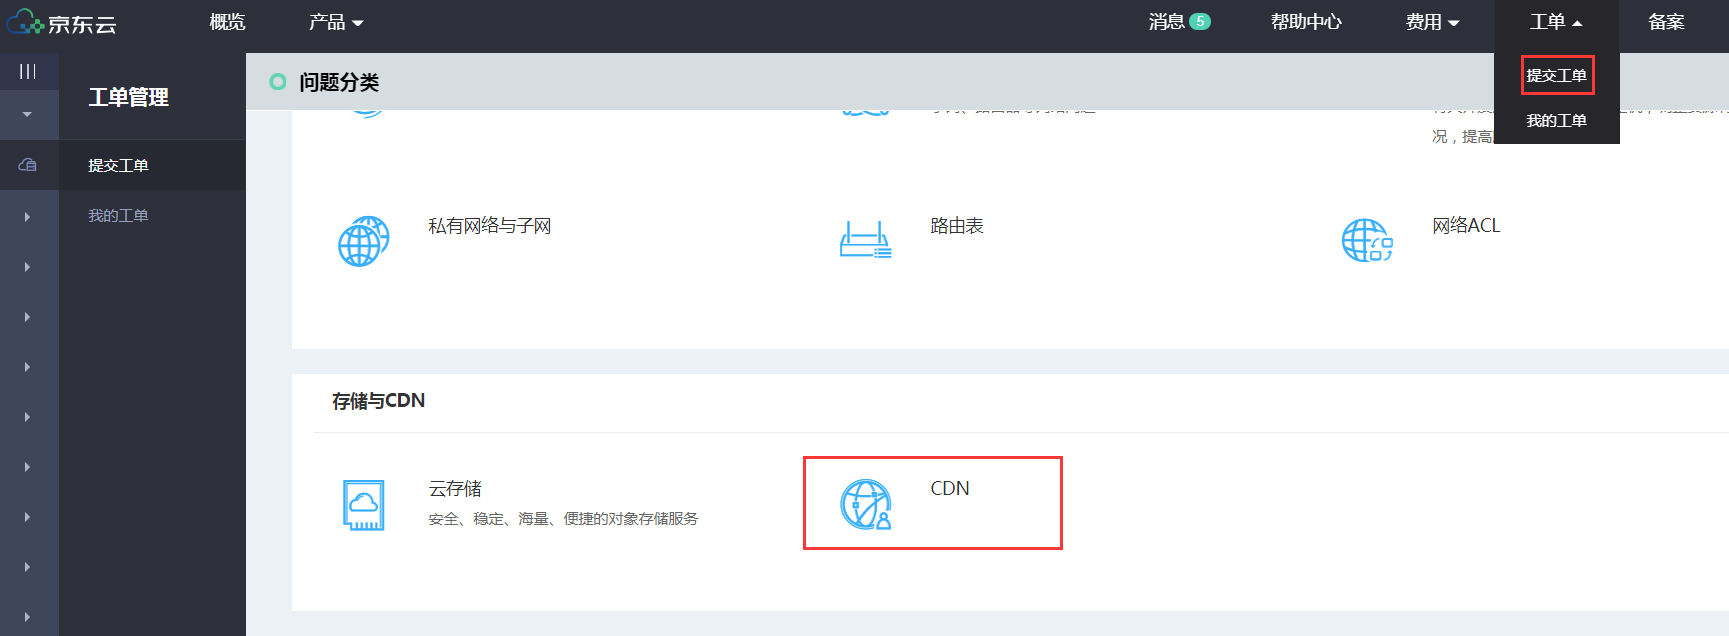 京东云
概览
产品
消息 5
帮助中心
费用
工单
备案
提交工单
我的工单
工单管理
提交工单
我的工单
问题分类
况，提高
私有网络与子网
路由表
网络ACL
存储与CDN
云存储
安全、稳定、海量、便捷的对象存储服务
CDN